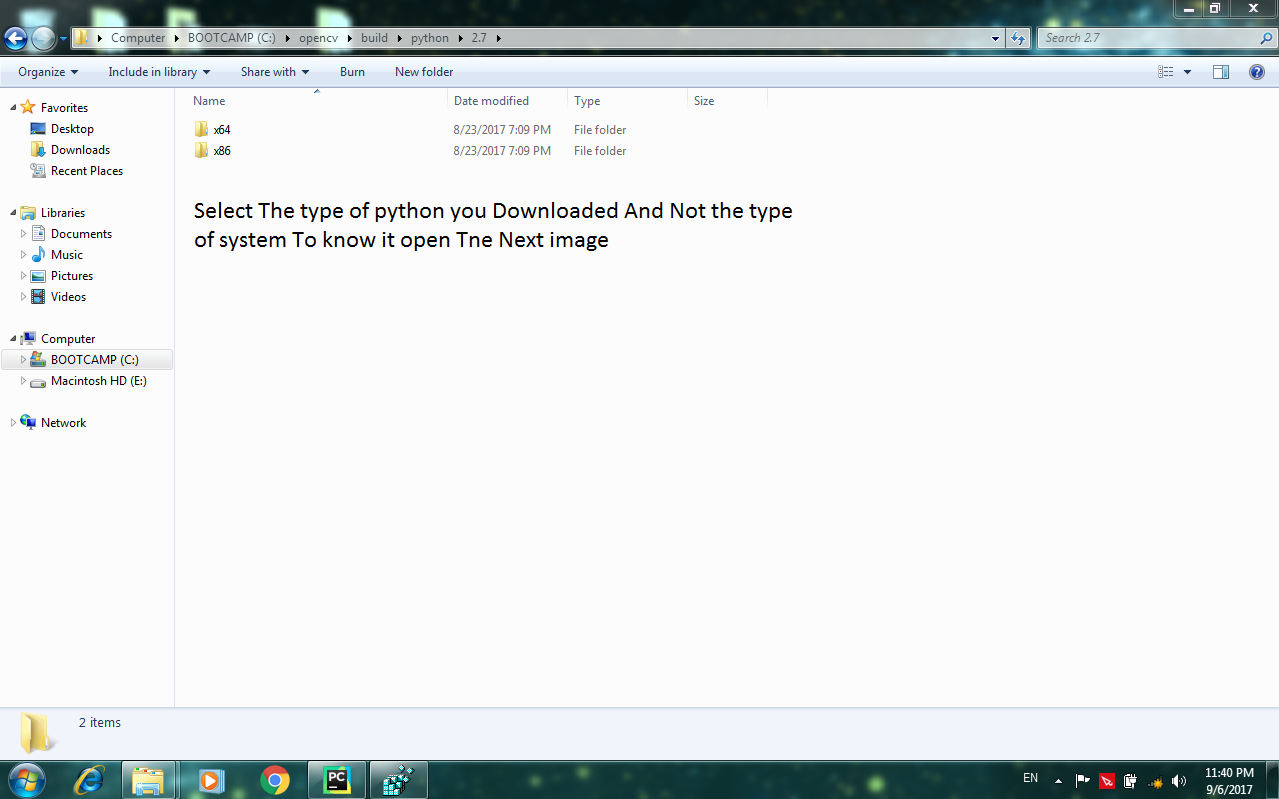 Computer BOOTCAMP (C:) opencv build python 2.7
Search 2.7
Organize Include in library Share with Burn New folder
Name Date modified Type Size
x64 8/23/2017 7:09 PM File folder
x86 8/23/2017 7:09 PM File folder
Select The type of python you Downloaded And Not the type
of system To know it open Tne Next image
Favorites
Desktop
Downloads
Recent Places
Libraries
Documents
Music
Pictures
Videos
Computer
BOOTCAMP (C:)
Macintosh HD (E:)
Network
2 items
PC
EN
11:40 PM
9/6/2017